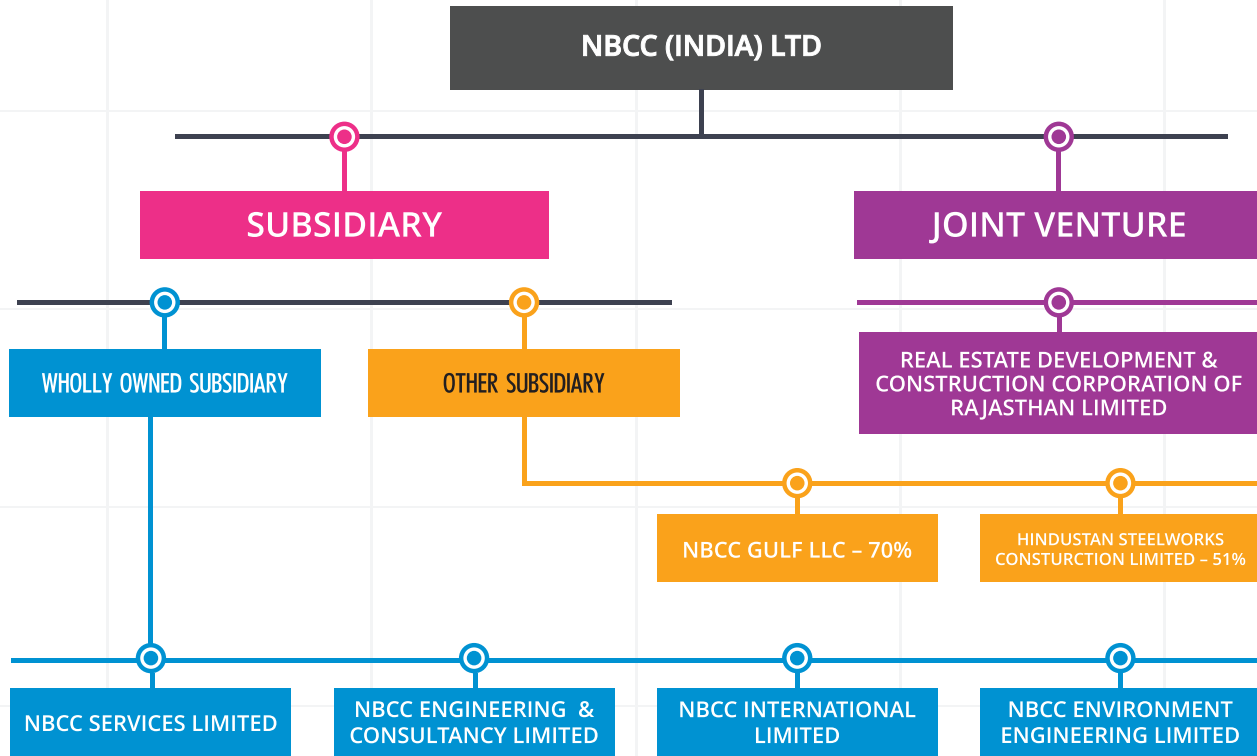 NBCC (INDIA) LTD
SUBSIDIARY
JOINT VENTURE
WHOLLY OWNED SUBSIDIARY
OTHER SUBSIDIARY
REAL ESTATE DEVELOPMENT &
CONSTRUCTION CORPORATION OF
RAJASTHAN LIMITED
NBCC GULF LLC – 70%
HINDUSTAN STEELWORKS
CONSTURCTION LIMITED – 51%
NBCC SERVICES LIMITED
NBCC ENGINEERING &
CONSULTANCY LIMITED
NBCC INTERNATIONAL
LIMITED
NBCC ENVIRONMENT
ENGINEERING LIMITED